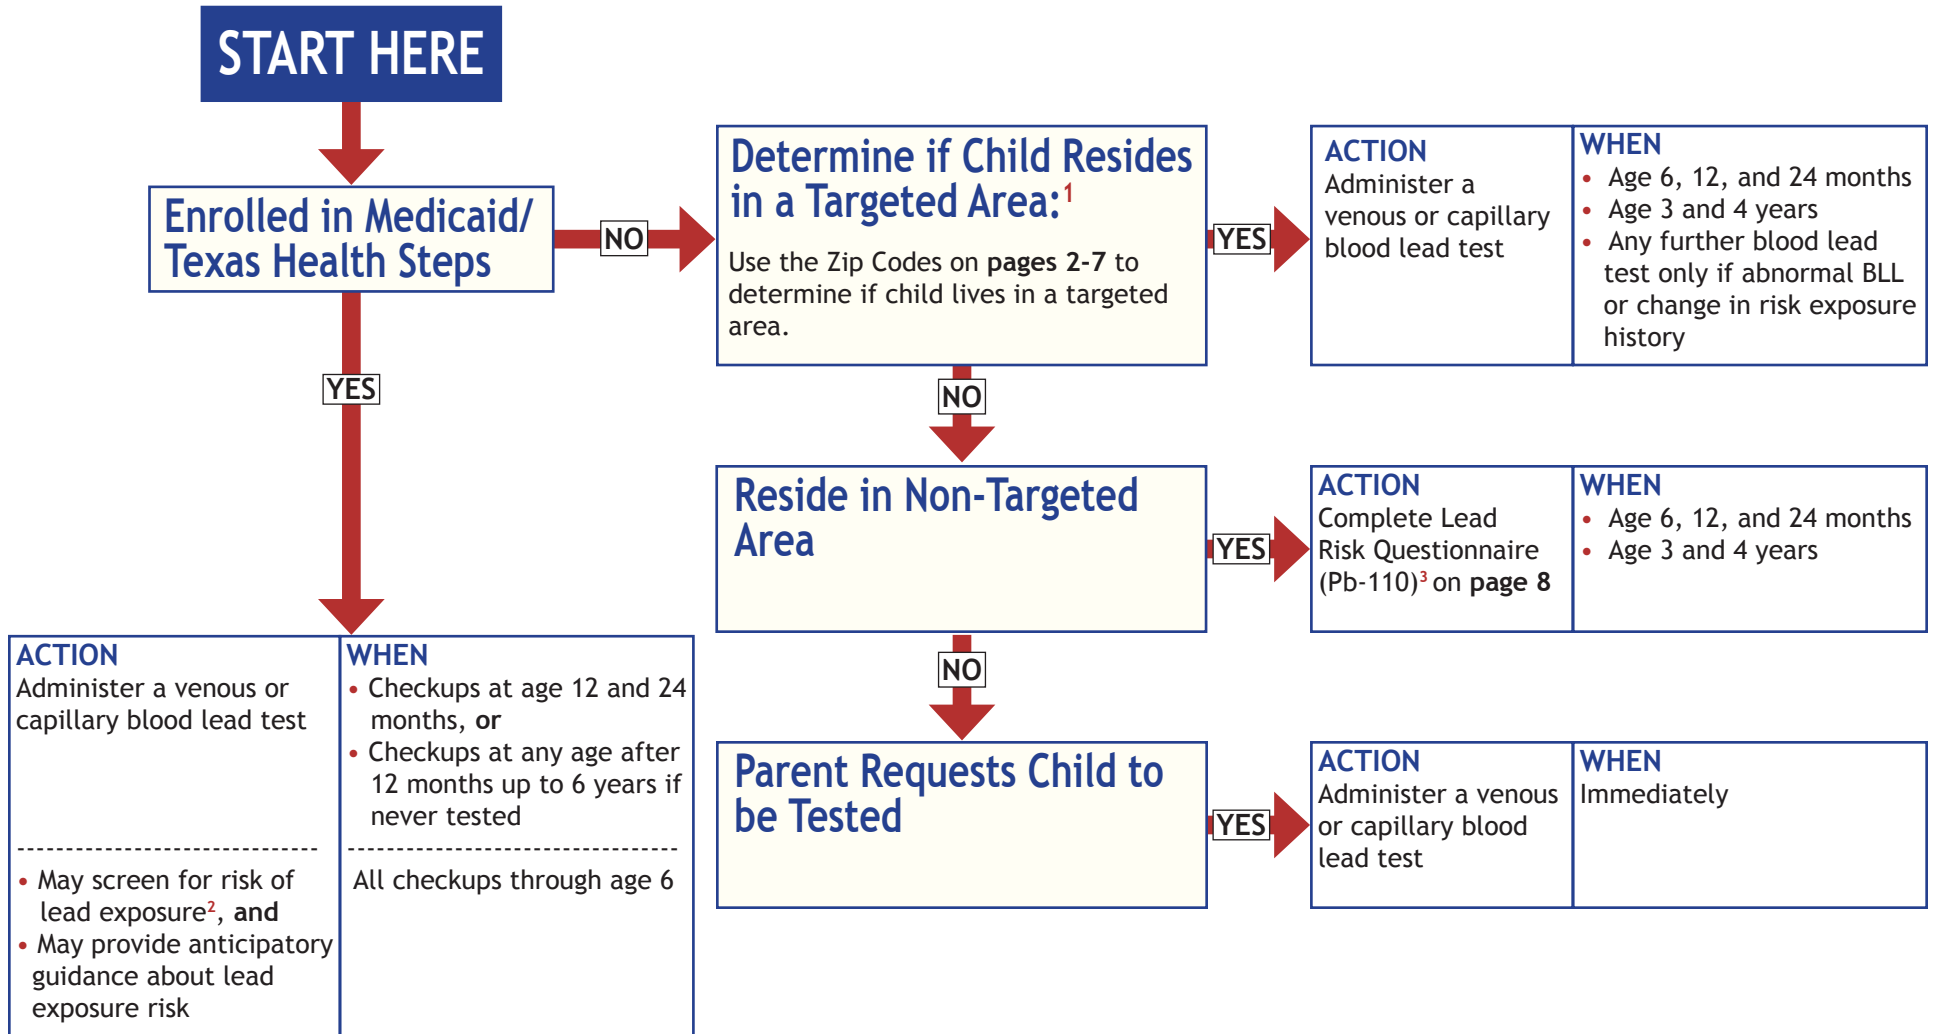 START HERE
Enrolled in Medicaid/
Texas Health Steps
NO
YES
Determine if Child Resides
in a Targeted Area:1
Use the Zip Codes on pages 2-7 to
determine if child lives in a targeted
area.
YES
ACTION
Administer a
venous or capillary
blood lead test
WHEN
• Age 6, 12, and 24 months
• Age 3 and 4 years
• Any further blood lead
test only if abnormal BLL
or change in risk exposure
history
NO
Reside in Non-Targeted
Area
YES
ACTION
Complete Lead
Risk Questionnaire
(Pb-110)3 on page 8
WHEN
• Age 6, 12, and 24 months
• Age 3 and 4 years
NO
Parent Requests Child to
be Tested
YES
ACTION
Administer a venous
or capillary blood
lead test
WHEN
Immediately
ACTION
Administer a venous or
capillary blood lead test
WHEN
• Checkups at age 12 and 24
months, or
• Checkups at any age after
12 months up to 6 years if
never tested
• May screen for risk of
lead exposure2, and
• May provide anticipatory
guidance about lead
exposure risk
All checkups through age 6